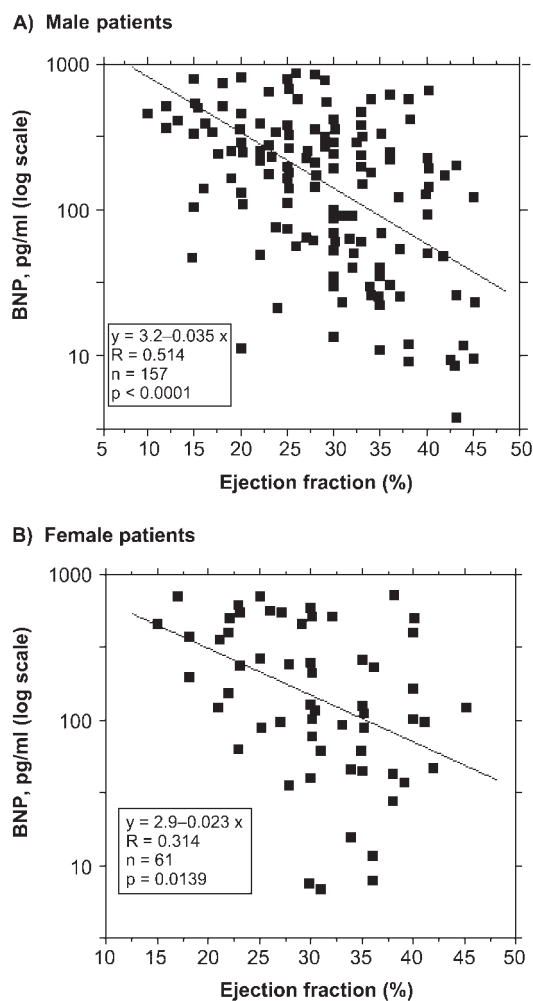 A) Male patients
1000
100
10
BNP, pg/ml (log scale)
y = 3.2–0.035 x
R = 0.514
n = 157
p < 0.0001
5 10 15 20 25 30 35 40 45 50
Ejection fraction (%)
B) Female patients
1000
100
10
BNP, pg/ml (log scale)
y = 2.9–0.023 x
R = 0.314
n = 61
p = 0.0139
10 15 20 25 30 35 40 45 50
Ejection fraction (%)